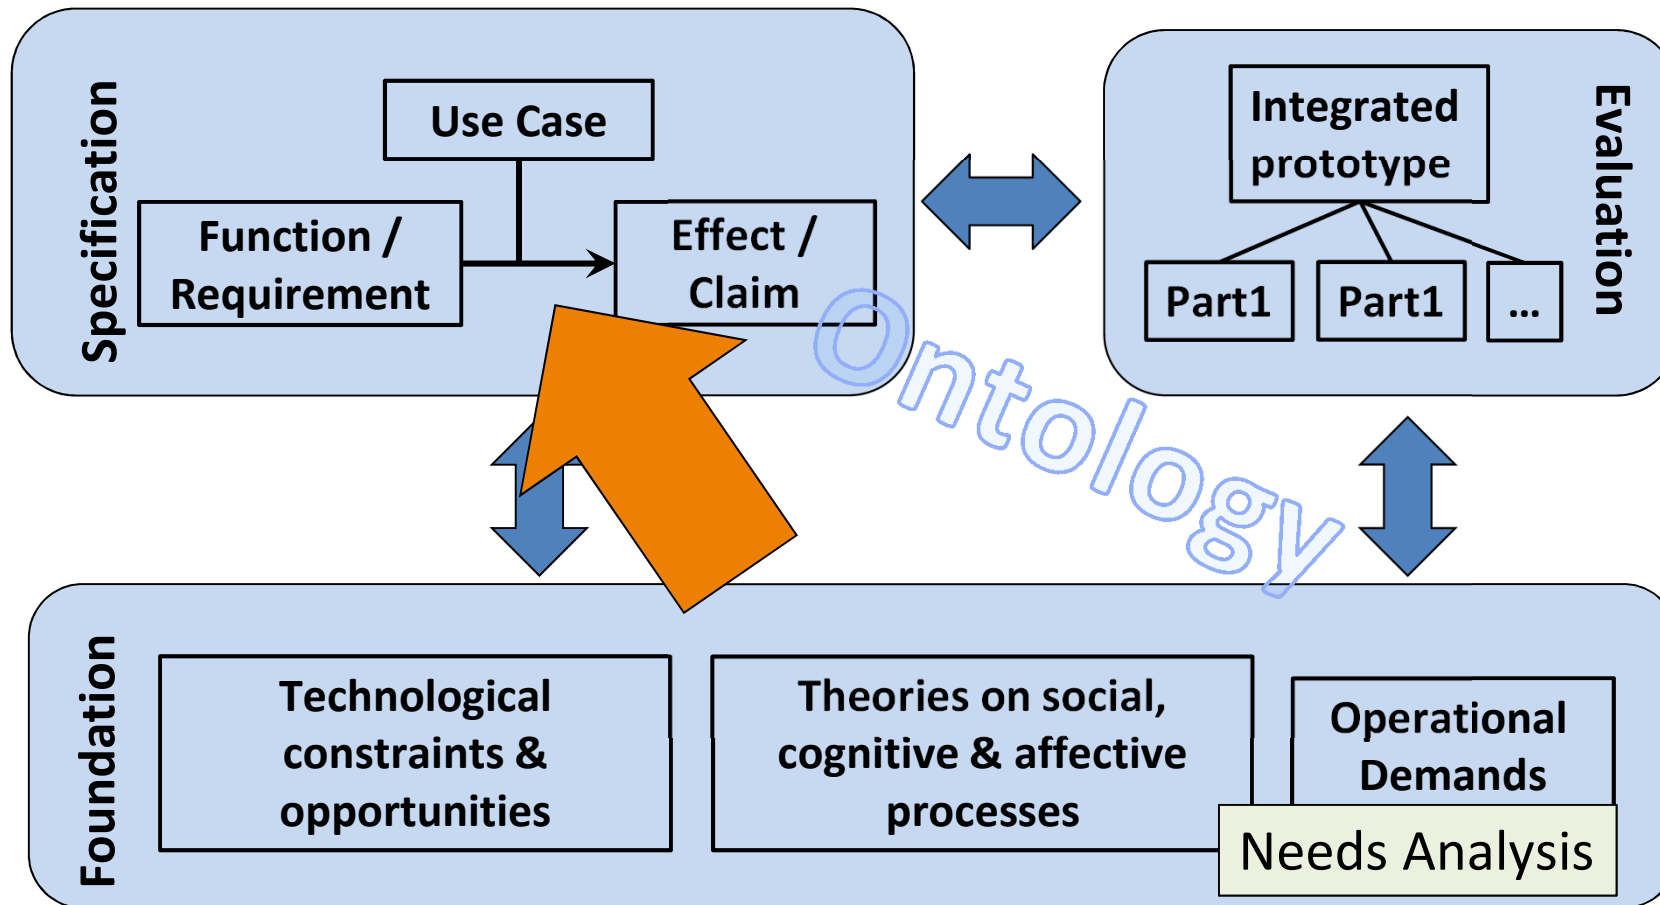 Specification
Use Case
Function /
Requirement
Effect /
Claim
Evaluation
Integrated
prototype
Part1
Part1
...
Ontology
Foundation
Technological
constraints &
opportunities
Theories on social,
cognitive & affective
processes
Operational
Demands
Needs Analysis